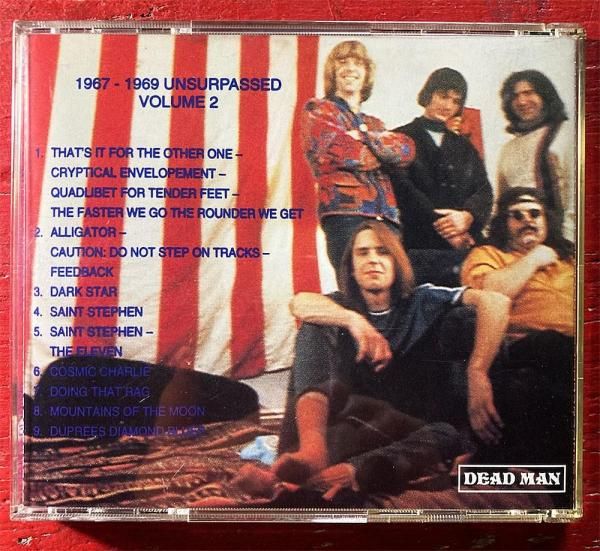 1967 - 1969 UNSURPASSED
VOLUME 2
1. THAT'S IT FOR THE OTHER ONE –
CRYPTICAL ENVELOPEMENT –
QUADLIBET FOR TENDER FEET –
THE FASTER WE GO THE ROUNDER WE GET
2. ALLIGATOR –
CAUTION: DO NOT STEP ON TRACKS –
FEEDBACK
3. DARK STAR
4. SAINT STEPHEN
5. SAINT STEPHEN –
THE ELEVEN
6. COSMIC CHARLIE
7. DOING THAT RAG
8. MOUNTAINS OF THE MOON
9. DUPREES DIAMOND BLUES
DEAD MAN